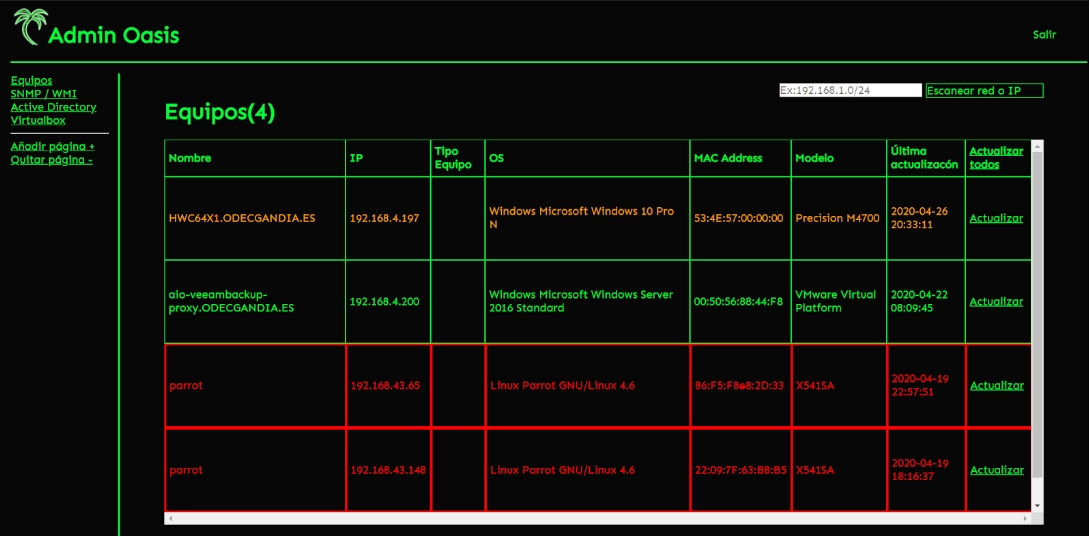 Admin Oasis
Salir
Equipos
SNMP / WMI
Active Directory
Virtualbox
Añadir página +
Quitar página -
Ex:192.168.1.0/24
Escanear red o IP
Equipos(4)
Nombre IP Tipo Equipo OS MAC Address Modelo Última actualizacón Actualizar todos
HWC64X1.ODECGANDIA.ES 192.168.4.197 Windows Microsoft Windows 10 Pro N 53:4E:57:00:00:00 Precision M4700 2020-04-26 20:33:11 Actualizar
aio-veeambackup-proxy.ODECGANDIA.ES 192.168.4.200 Windows Microsoft Windows Server 2016 Standard 00:50:56:88:44:F8 VMware Virtual Platform 2020-04-22 08:09:45 Actualizar
parrot 192.168.43.65 Linux Parrot GNU/Linux 4.6 X541SA 2020-04-19 22:57:51 Actualizar
parrot 192.168.43.148 Linux Parrot GNU/Linux 4.6 22:09:7F:63:B8:B5 X541SA 2020-04-19 18:16:37 Actualizar